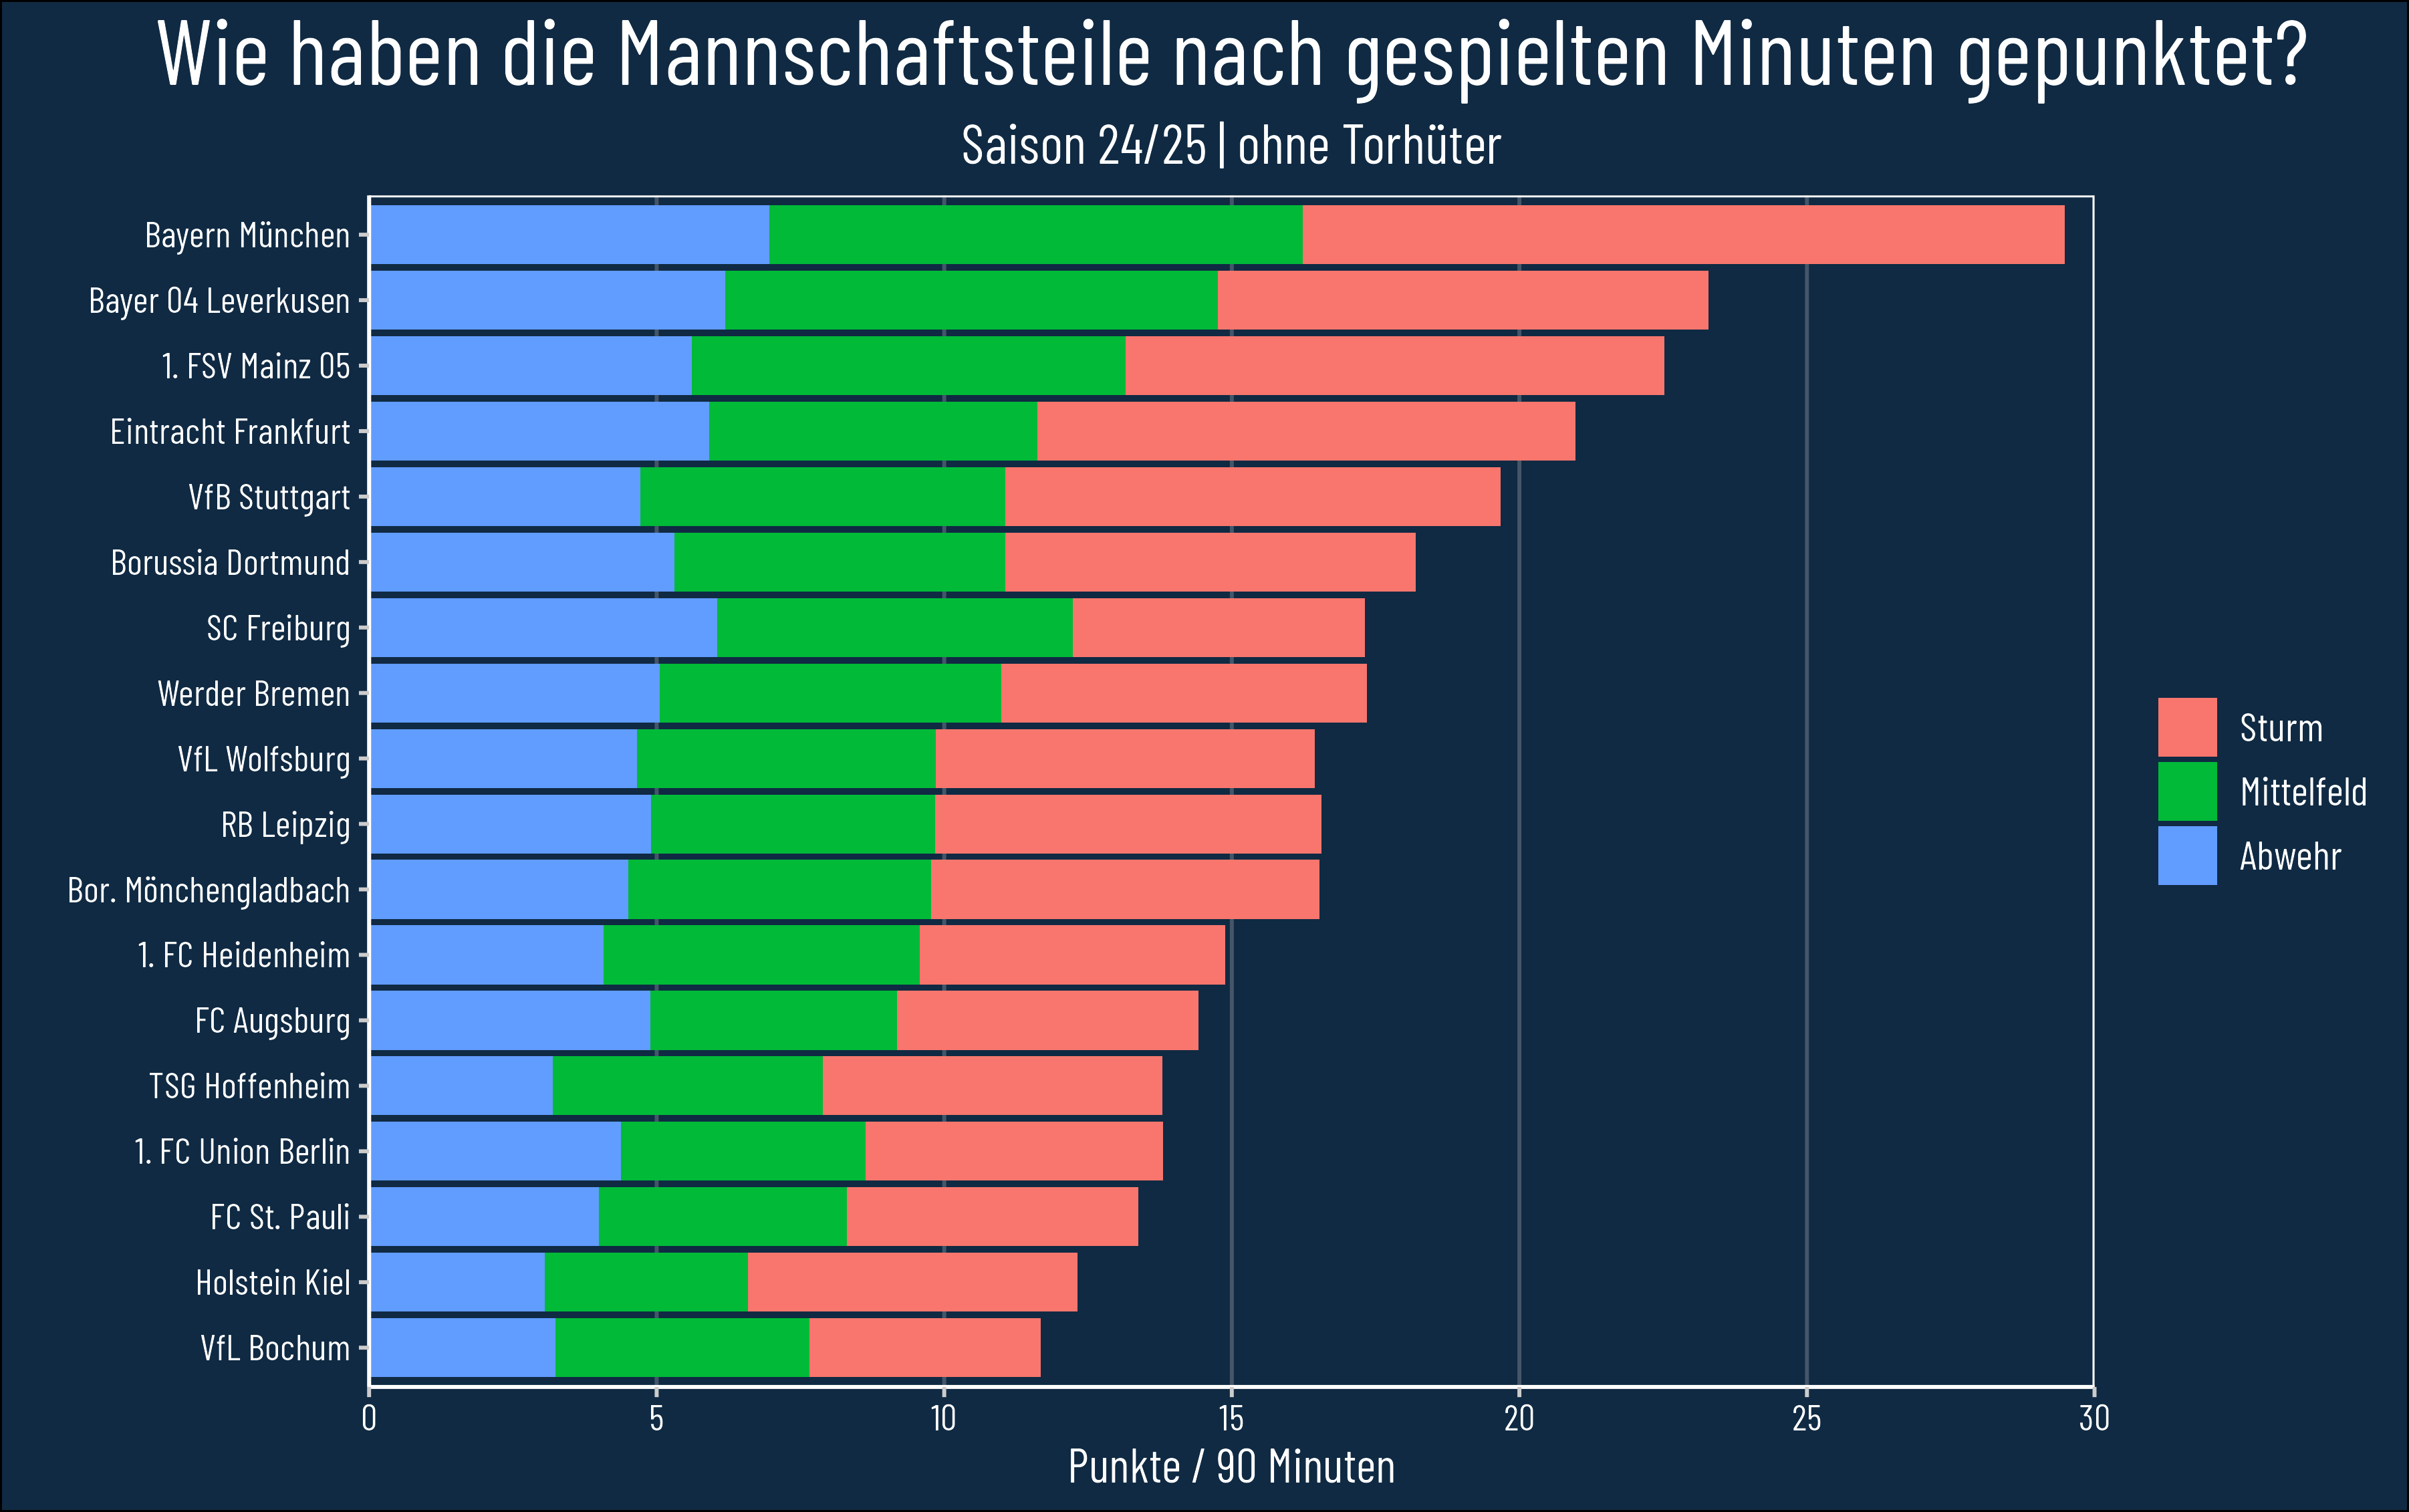 Wie haben die Mannschaftsteile nach gespielten Minuten gepunktet?
Saison 24/25 | ohne Torhüter
Bayern München
Bayer 04 Leverkusen
1. FSV Mainz 05
Eintracht Frankfurt
VfB Stuttgart
Borussia Dortmund
SC Freiburg
Werder Bremen
VfL Wolfsburg
RB Leipzig
Bor. Mönchengladbach
1. FC Heidenheim
FC Augsburg
TSG Hoffenheim
1. FC Union Berlin
FC St. Pauli
Holstein Kiel
VfL Bochum
0 5 10 15 20 25 30
Punkte / 90 Minuten
Sturm
Mittelfeld
Abwehr